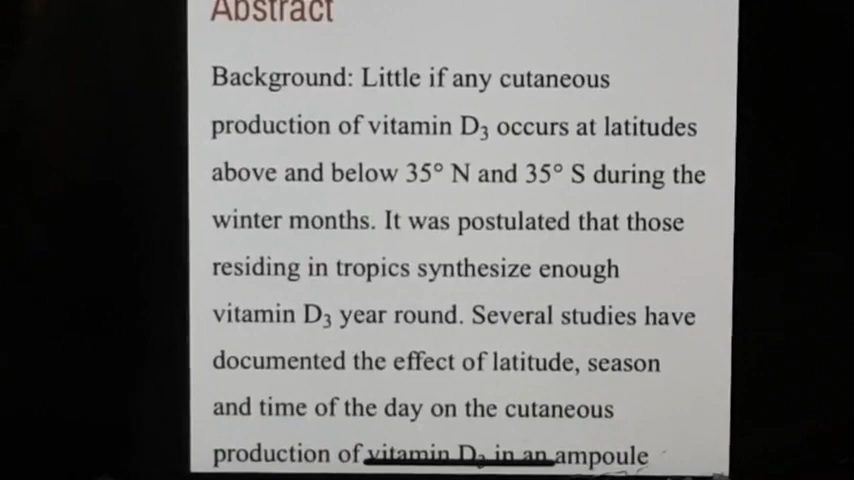 Abstract
Background: Little if any cutaneous
production of vitamin D₃ occurs at latitudes
above and below 35° N and 35° S during the
winter months. It was postulated that those
residing in tropics synthesize enough
vitamin D₃ year round. Several studies have
documented the effect of latitude, season
and time of the day on the cutaneous
production of vitamin D₃ in an ampoule